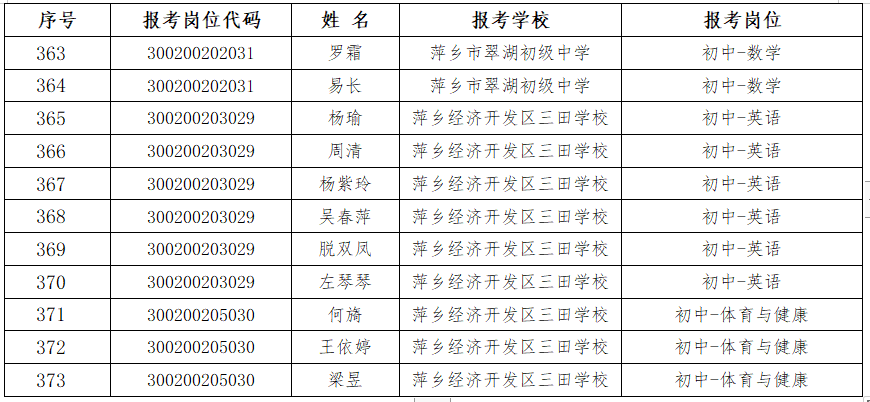 序号 报考岗位代码 姓 名 报考学校 报考岗位
363 300200202031 罗霜 萍乡市翠湖初级中学 初中-数学
364 300200202031 易长 萍乡市翠湖初级中学 初中-数学
365 300200203029 杨瑜 萍乡经济开发区三田学校 初中-英语
366 300200203029 周清 萍乡经济开发区三田学校 初中-英语
367 300200203029 杨紫玲 萍乡经济开发区三田学校 初中-英语
368 300200203029 吴春萍 萍乡经济开发区三田学校 初中-英语
369 300200203029 脱双凤 萍乡经济开发区三田学校 初中-英语
370 300200203029 左琴琴 萍乡经济开发区三田学校 初中-英语
371 300200205030 何旖 萍乡经济开发区三田学校 初中-体育与健康
372 300200205030 王依婷 萍乡经济开发区三田学校 初中-体育与健康
373 300200205030 梁昱 萍乡经济开发区三田学校 初中-体育与健康